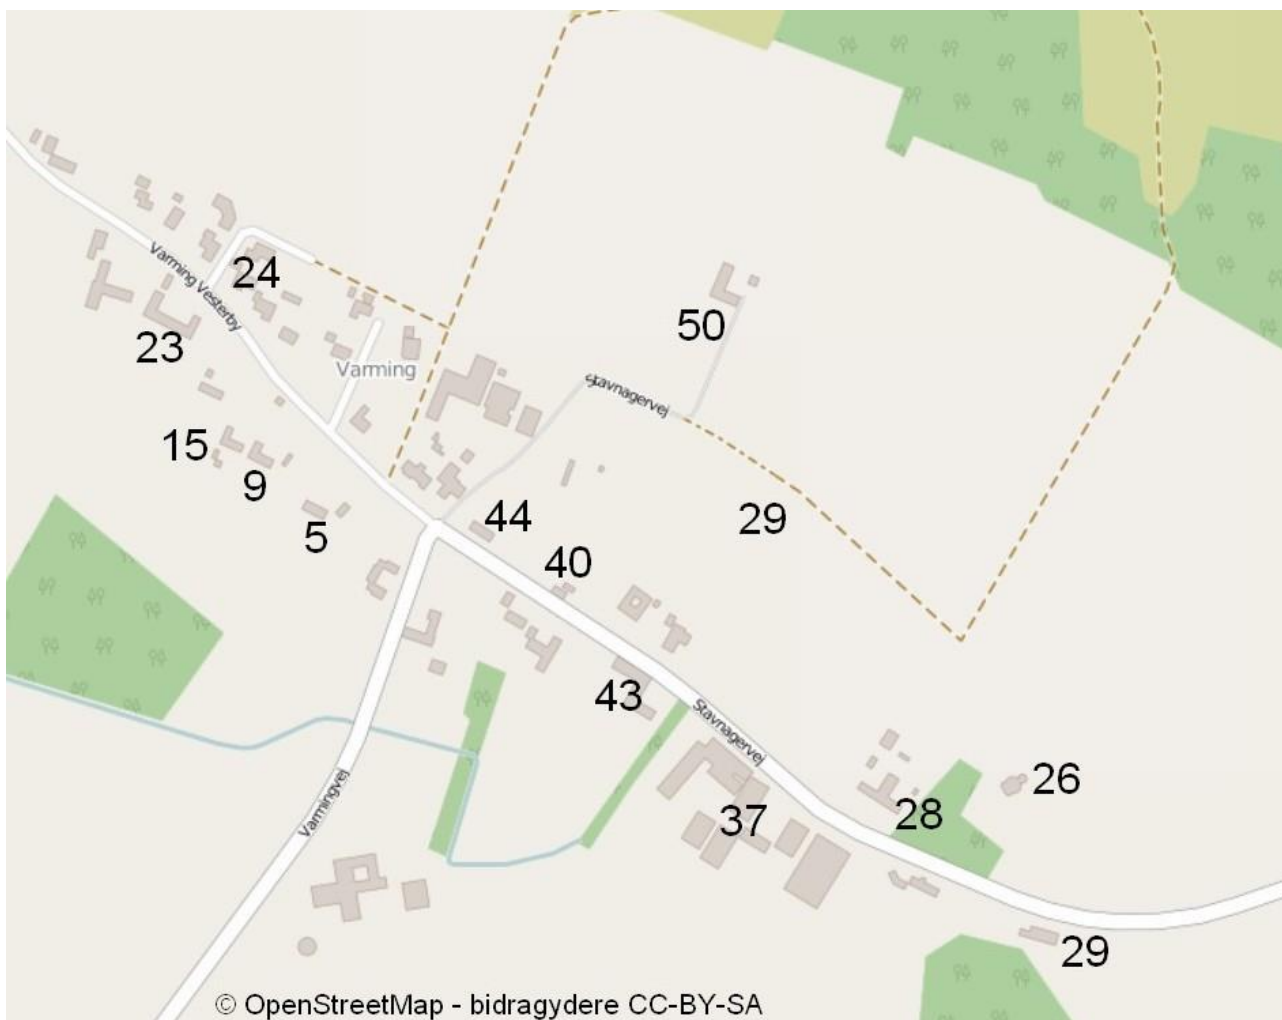 Varming Vesterby
24
50
23
Varming
Stavnagervej
15
9
5
44
29
40
43
Stavnagervej
26
28
37
Varmingvej
29
© OpenStreetMap - bidragydere CC-BY-SA